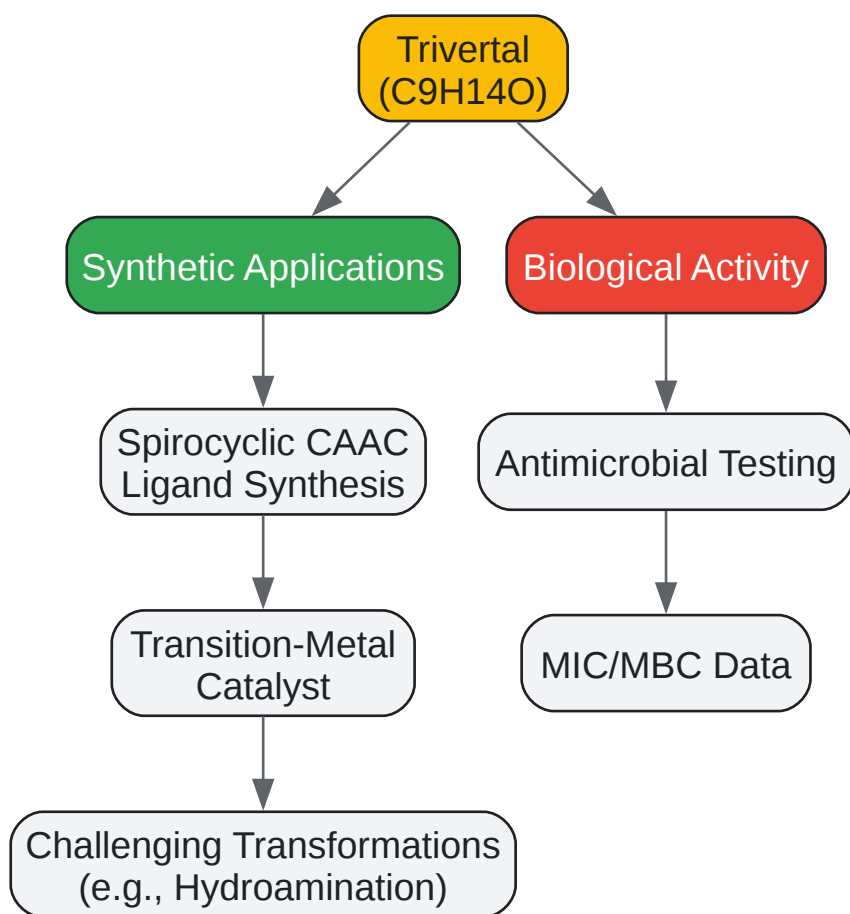 Trivertal
(C9H14O)
Synthetic Applications
Biological Activity
Spirocyclic CAAC
Ligand Synthesis
Antimicrobial Testing
Transition-Metal
Catalyst
MIC/MBC Data
Challenging Transformations
(e.g., Hydroamination)